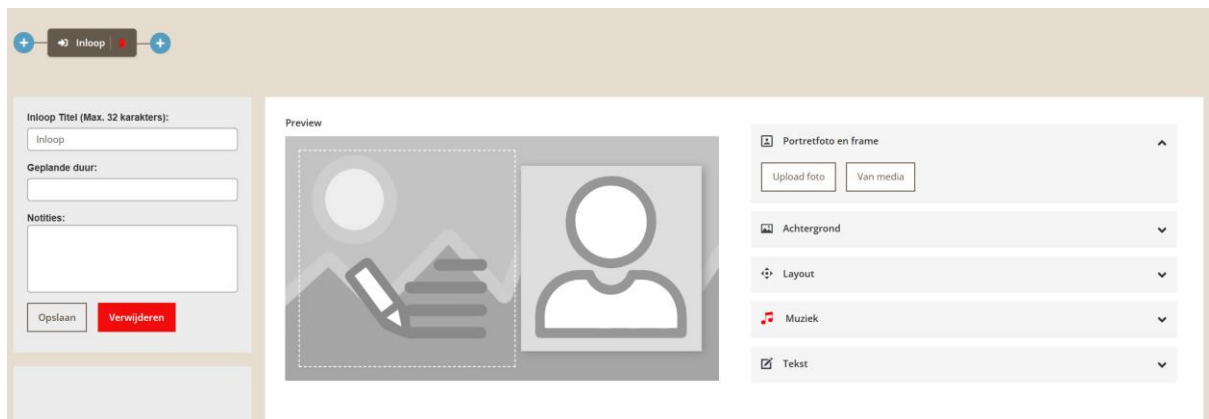 Inloop
Inloop Titel (Max. 32 karakters):
Inloop
Geplande duur:
Notities:
Opslaan
Verwijderen
Preview
Portretfoto en frame
Upload foto
Van media
Achtergrond
Layout
Muziek
Tekst